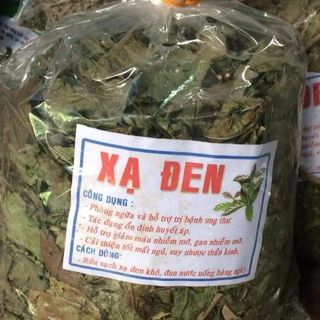 XẠ ĐEN
CÔNG DỤNG :
- Phòng ngừa và hỗ trợ trị bệnh ung thư.
- Tác dụng ổn định huyết áp.
- Hỗ trợ giảm máu nhiễm mỡ, gan nhiễm mỡ.
- Cải thiện tốt mất ngủ, suy nhược thần kinh.
CÁCH DÙNG:
- Rửa sạch xạ đen khô, đun nước uống hàng ngày.